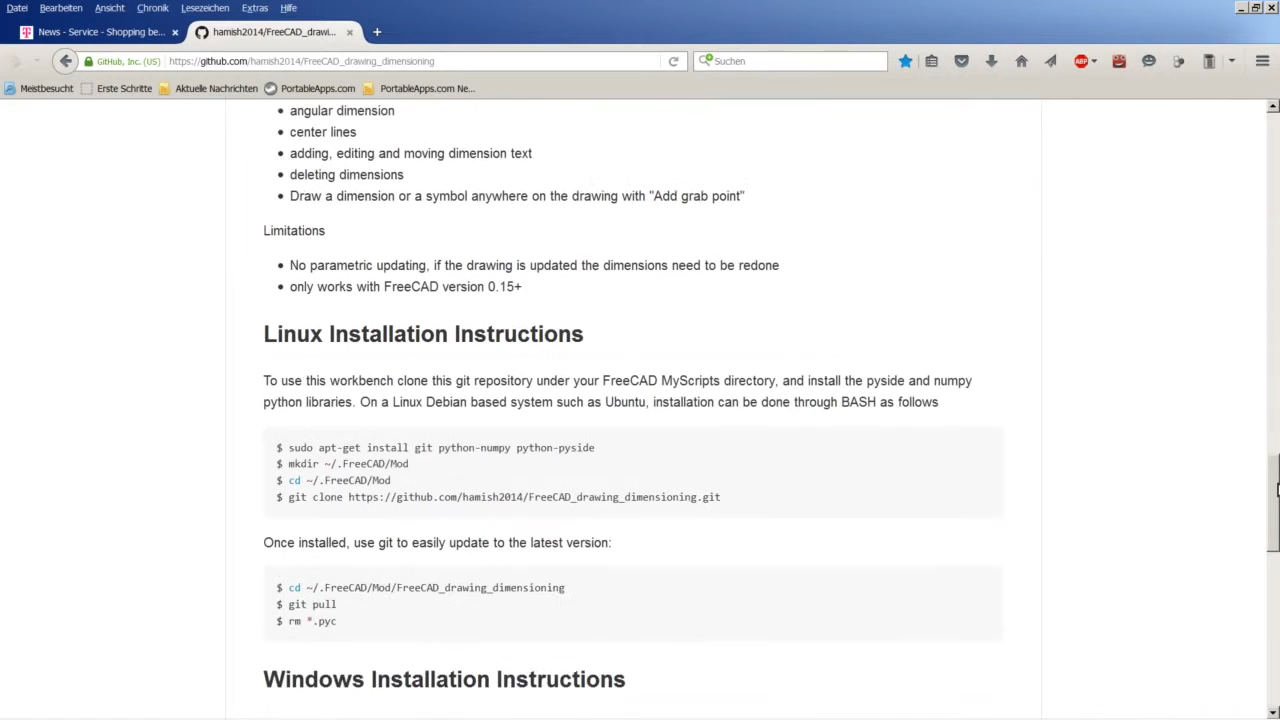 Datei Bearbeiten Ansicht Chronik Lesezeichen Extras Hilfe
News - Service - Shopping be... × hamish2014/FreeCAD_drawi... × +
GitHub, Inc. (US) https://github.com/hamish2014/FreeCAD_drawing_dimensioning Suchen ABP
Meistbesucht Erste Schritte Aktuelle Nachrichten PortableApps.com PortableApps.com Ne...
• angular dimension
• center lines
• adding, editing and moving dimension text
• deleting dimensions
• Draw a dimension or a symbol anywhere on the drawing with "Add grab point"
Limitations
• No parametric updating, if the drawing is updated the dimensions need to be redone
• only works with FreeCAD version 0.15+
Linux Installation Instructions
To use this workbench clone this git repository under your FreeCAD MyScripts directory, and install the pyside and numpy
python libraries. On a Linux Debian based system such as Ubuntu, installation can be done through BASH as follows
$ sudo apt-get install git python-numpy python-pyside
$ mkdir ~/.FreeCAD/Mod
$ cd ~/.FreeCAD/Mod
$ git clone https://github.com/hamish2014/FreeCAD_drawing_dimensioning.git
Once installed, use git to easily update to the latest version:
$ cd ~/.FreeCAD/Mod/FreeCAD_drawing_dimensioning
$ git pull
$ rm *.pyc
Windows Installation Instructions